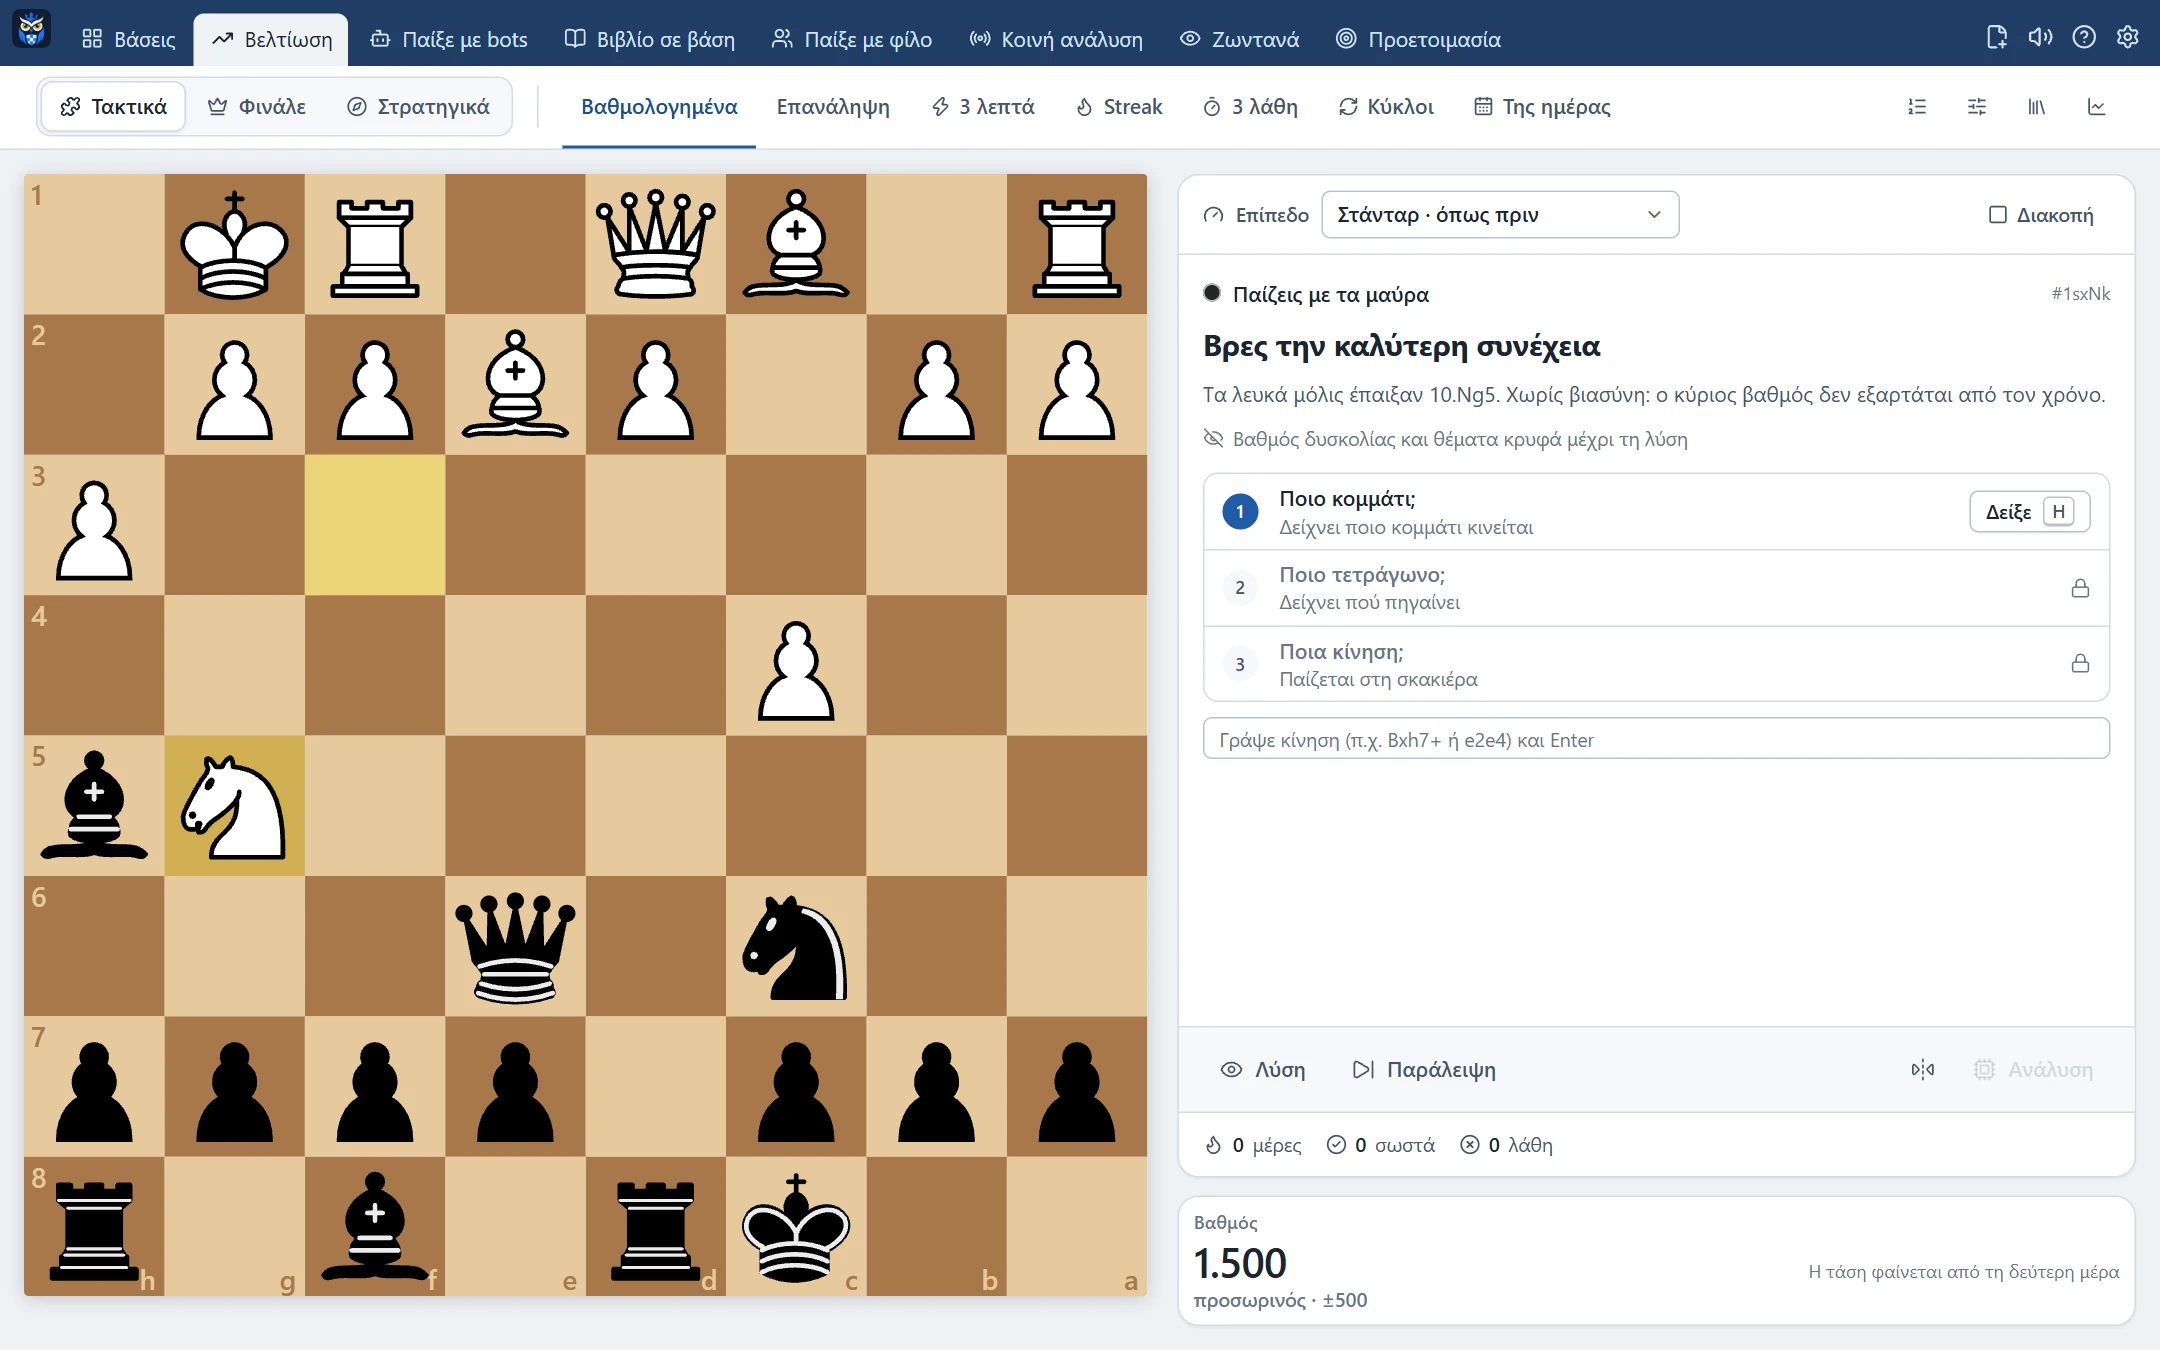 Βάσεις
Βελτίωση
Παίξε με bots
Βιβλίο σε βάση
Παίξε με φίλο
Κοινή ανάλυση
Ζωντανά
Προετοιμασία
Τακτικά
Φινάλε
Στρατηγικά
Βαθμολογημένα
Επανάληψη
3 λεπτά
Streak
3 λάθη
Κύκλοι
Της ημέρας
1
2
3
4
5
6
7
8
h
g
f
e
d
c
b
a
Επίπεδο
Στάνταρ · όπως πριν
Διακοπή
Παίζεις με τα μαύρα
#1sxNk
Βρες την καλύτερη συνέχεια
Τα λευκά μόλις έπαιξαν 10.Ng5. Χωρίς βιασύνη: ο κύριος βαθμός δεν εξαρτάται από τον χρόνο.
Βαθμός δυσκολίας και θέματα κρυφά μέχρι τη λύση
1
Ποιο κομμάτι;
Δείχνει ποιο κομμάτι κινείται
Δείξε H
2
Ποιο τετράγωνο;
Δείχνει πού πηγαίνει
3
Ποια κίνηση;
Παίζεται στη σκακιέρα
Γράψε κίνηση (π.χ. Bxh7+ ή e2e4) και Enter
Λύση
Παράλειψη
Ανάλυση
0 μέρες
0 σωστά
0 λάθη
Βαθμός
1.500
προσωρινός · ±500
Η τάση φαίνεται από τη δεύτερη μέρα